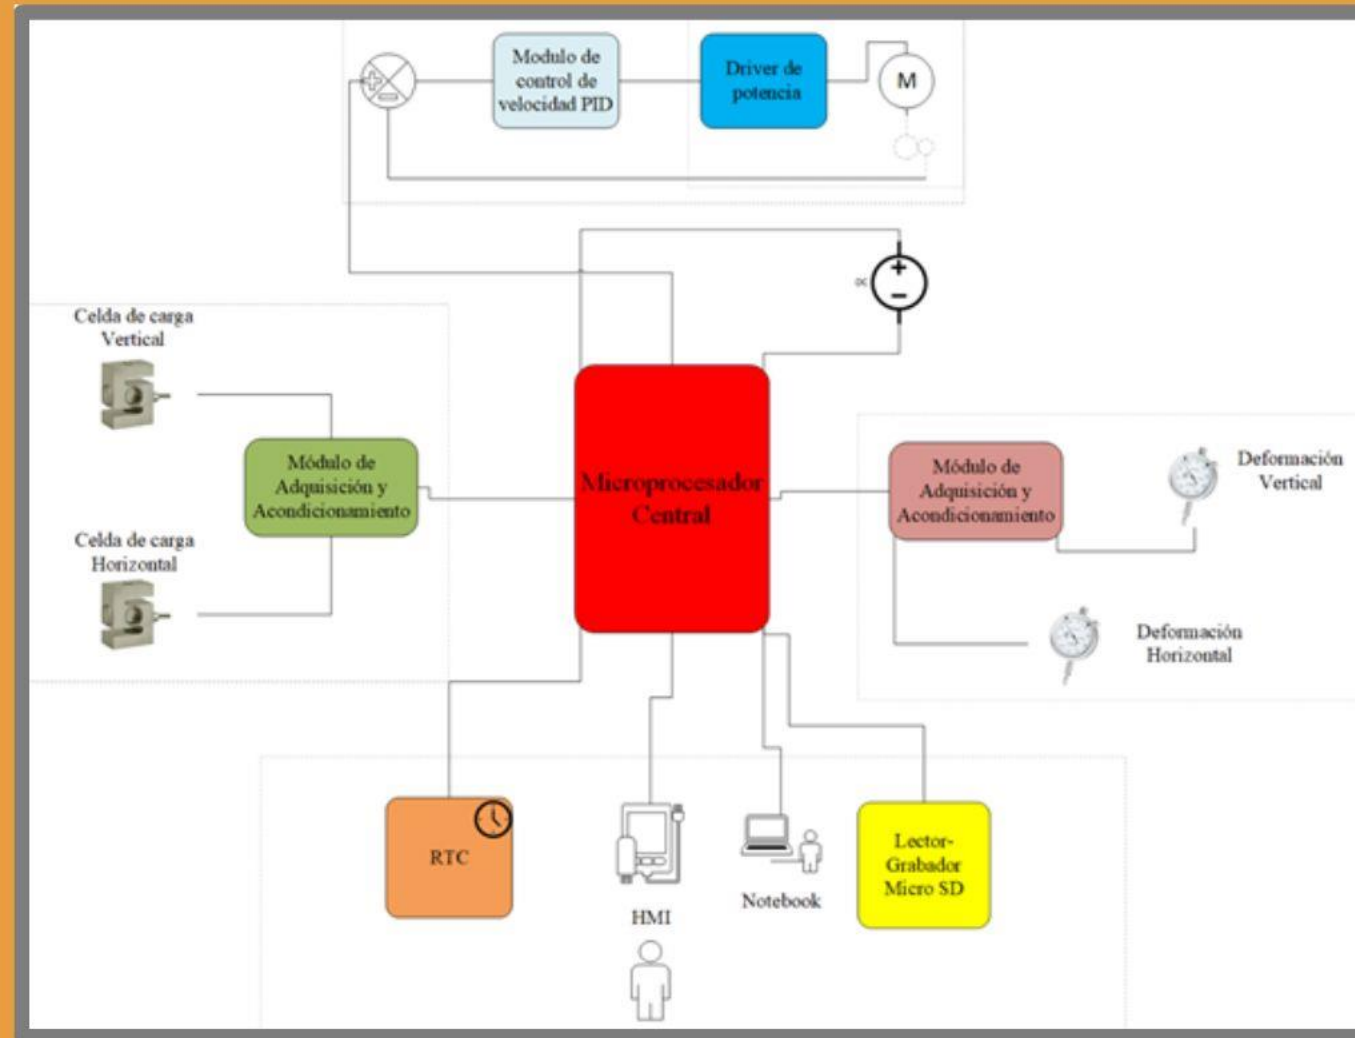 Modulo de
control de
velocidad PID
Driver de
potencia
M
Celda de carga
Vertical
Módulo de
Adquisición y
Acondicionamiento
Celda de carga
Horizontal
Microprocesador
Central
Módulo de
Adquisición y
Acondicionamiento
Deformación
Vertical
Deformación
Horizontal
RTC
HMI
Notebook
Lector-
Grabador
Micro SD